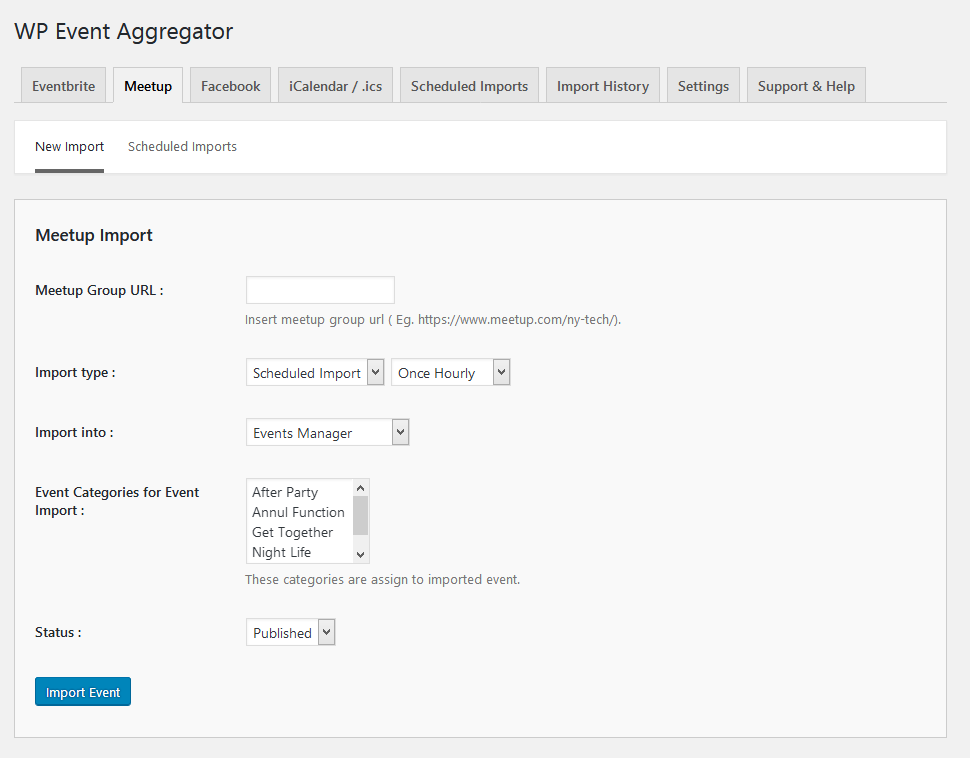 WP Event Aggregator
Eventbrite Meetup Facebook iCalendar / .ics Scheduled Imports Import History Settings Support & Help
New Import Scheduled Imports
Meetup Import
Meetup Group URL :
Insert meetup group url ( Eg. https://www.meetup.com/ny-tech/).
Import type : Scheduled Import Once Hourly
Import into : Events Manager
Event Categories for Event
Import :
After Party
Annul Function
Get Together
Night Life
These categories are assign to imported event.
Status : Published
Import Event